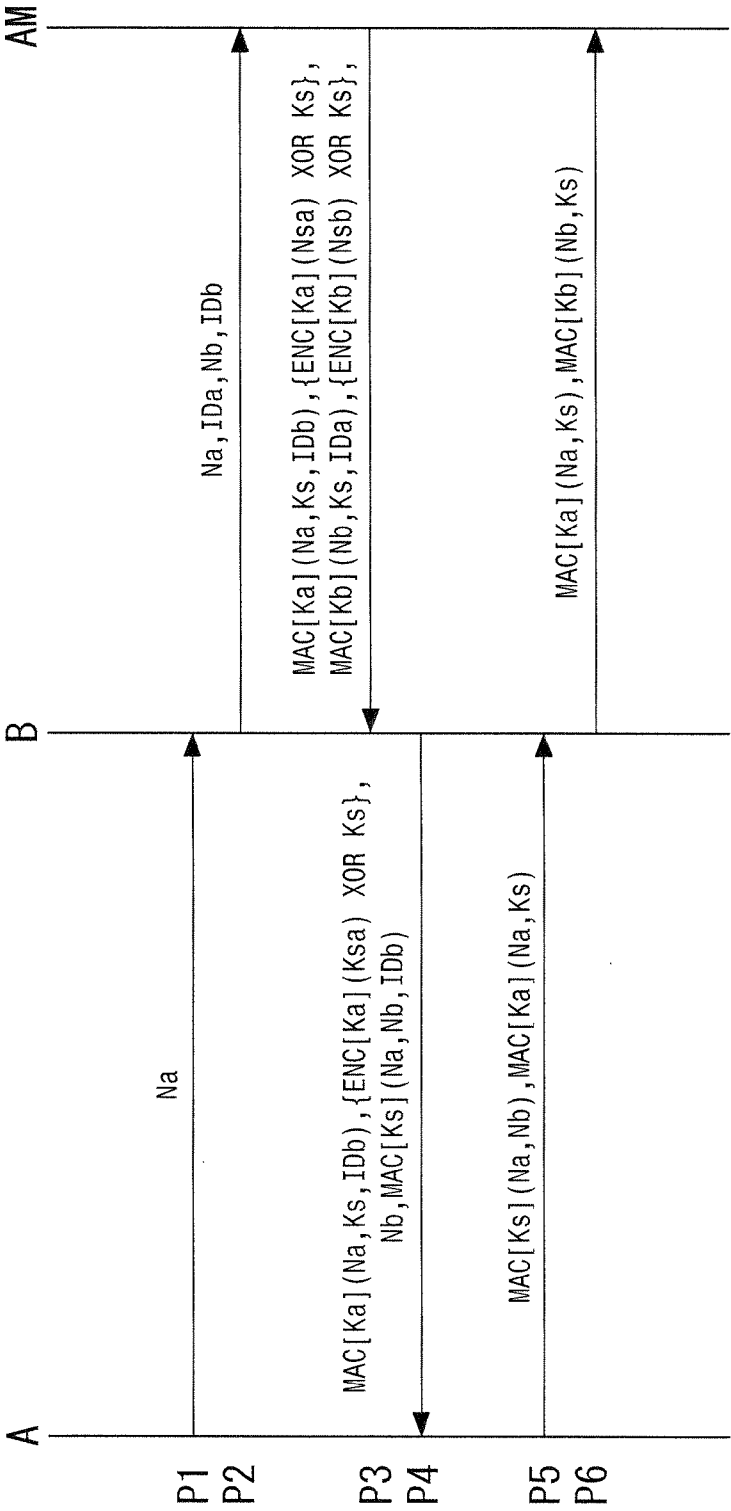 A
B
AM
P1
Na
P2
Na,IDa,Nb,IDb
P3
MAC[Ka](Na,Ks,IDb),{ENC[Ka](Nsa) XOR Ks},
MAC[Kb](Nb,Ks,IDa),{ENC[Kb](Nsb) XOR Ks},
P4
MAC[Ka](Na,Ks,IDb),{ENC[Ka](Ksa) XOR Ks},
Nb,MAC[Ks](Na,Nb,IDb)
P5
MAC[Ks](Na,Nb),MAC[Ka](Na,Ks)
P6
MAC[Ka](Na,Ks),MAC[Kb](Nb,Ks)